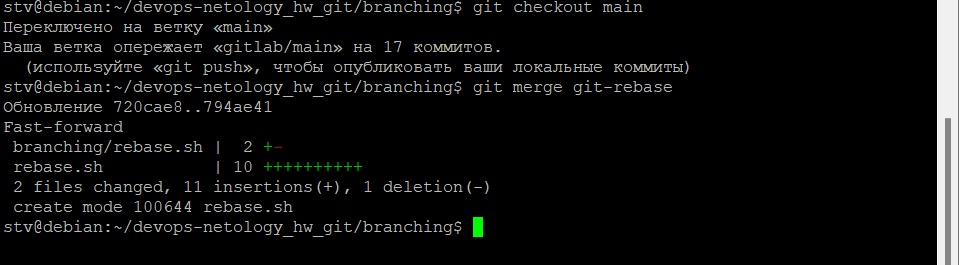 stv@debian:~/devops-netology_hw_git/branching$ git checkout main
Переключено на ветку «main»
Ваша ветка опережает «gitlab/main» на 17 коммитов.
  (используйте «git push», чтобы опубликовать ваши локальные коммиты)
stv@debian:~/devops-netology_hw_git/branching$ git merge git-rebase
Обновление 720cae8..794ae41
Fast-forward
 branching/rebase.sh |  2 +-
 rebase.sh           | 10 ++++++++++
 2 files changed, 11 insertions(+), 1 deletion(-)
 create mode 100644 rebase.sh
stv@debian:~/devops-netology_hw_git/branching$